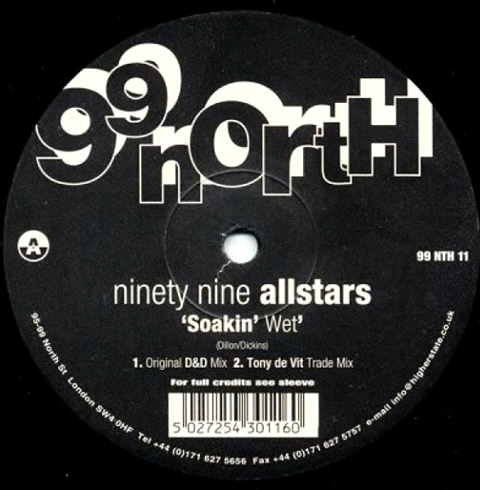 99 north
A
99 NTH 11
ninety nine allstars
‘Soakin’ Wet’
(Dillon/Dickins)
1. Original D&D Mix 2. Tony de Vit Trade Mix
For full credits see sleeve
5 027254 301160
95-99 North St London SW4 0HF Tel +44 (0)171 627 5656 Fax +44 (0)171 627 5757 e-mail info@higherstate.co.uk